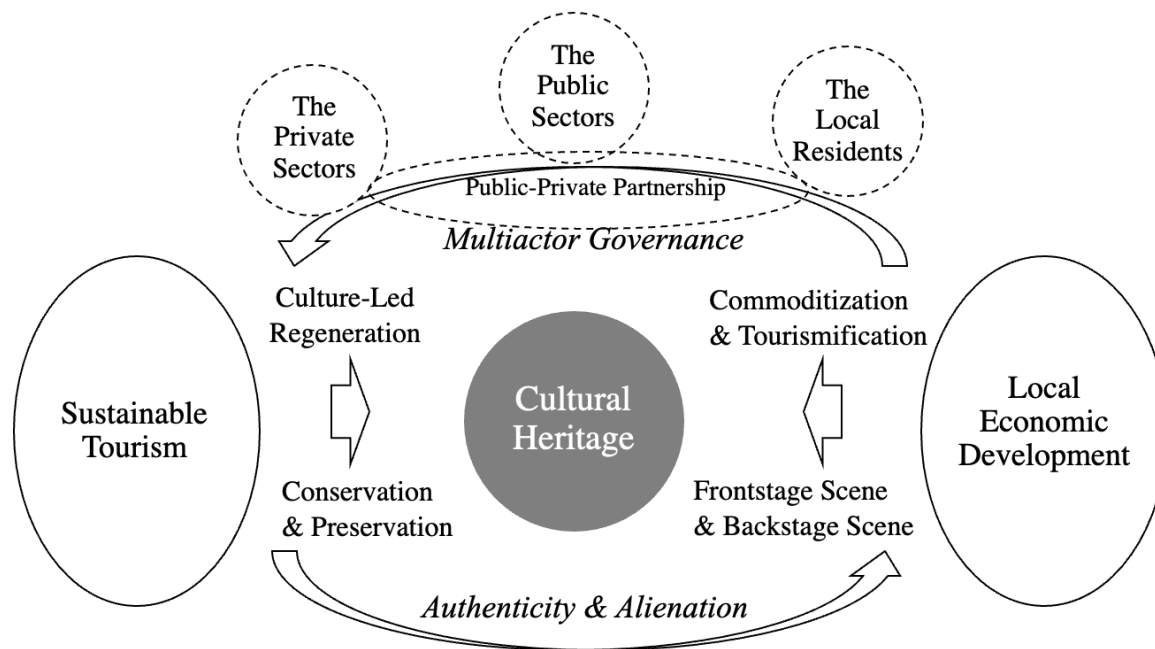 The
Private
Sectors
The
Public
Sectors
The
Local
Residents
Public-Private Partnership
Multiactor Governance
Culture-Led
Regeneration
Commoditization
& Tourismification
Sustainable
Tourism
Cultural
Heritage
Local
Economic
Development
Conservation
& Preservation
Frontstage Scene
& Backstage Scene
Authenticity & Alienation